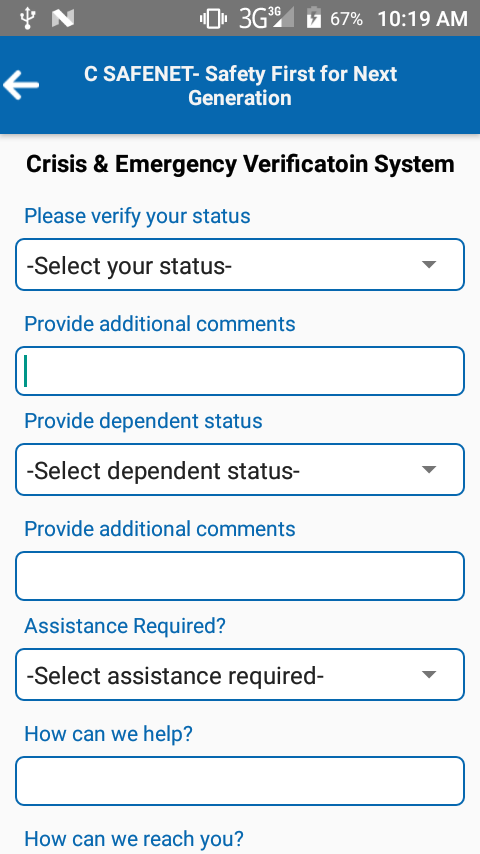 3G 3G 67% 10:19 AM
C SAFENET- Safety First for Next
Generation
Crisis & Emergency Verificatoin System
Please verify your status
-Select your status-
Provide additional comments
Provide dependent status
-Select dependent status-
Provide additional comments
Assistance Required?
-Select assistance required-
How can we help?
How can we reach you?